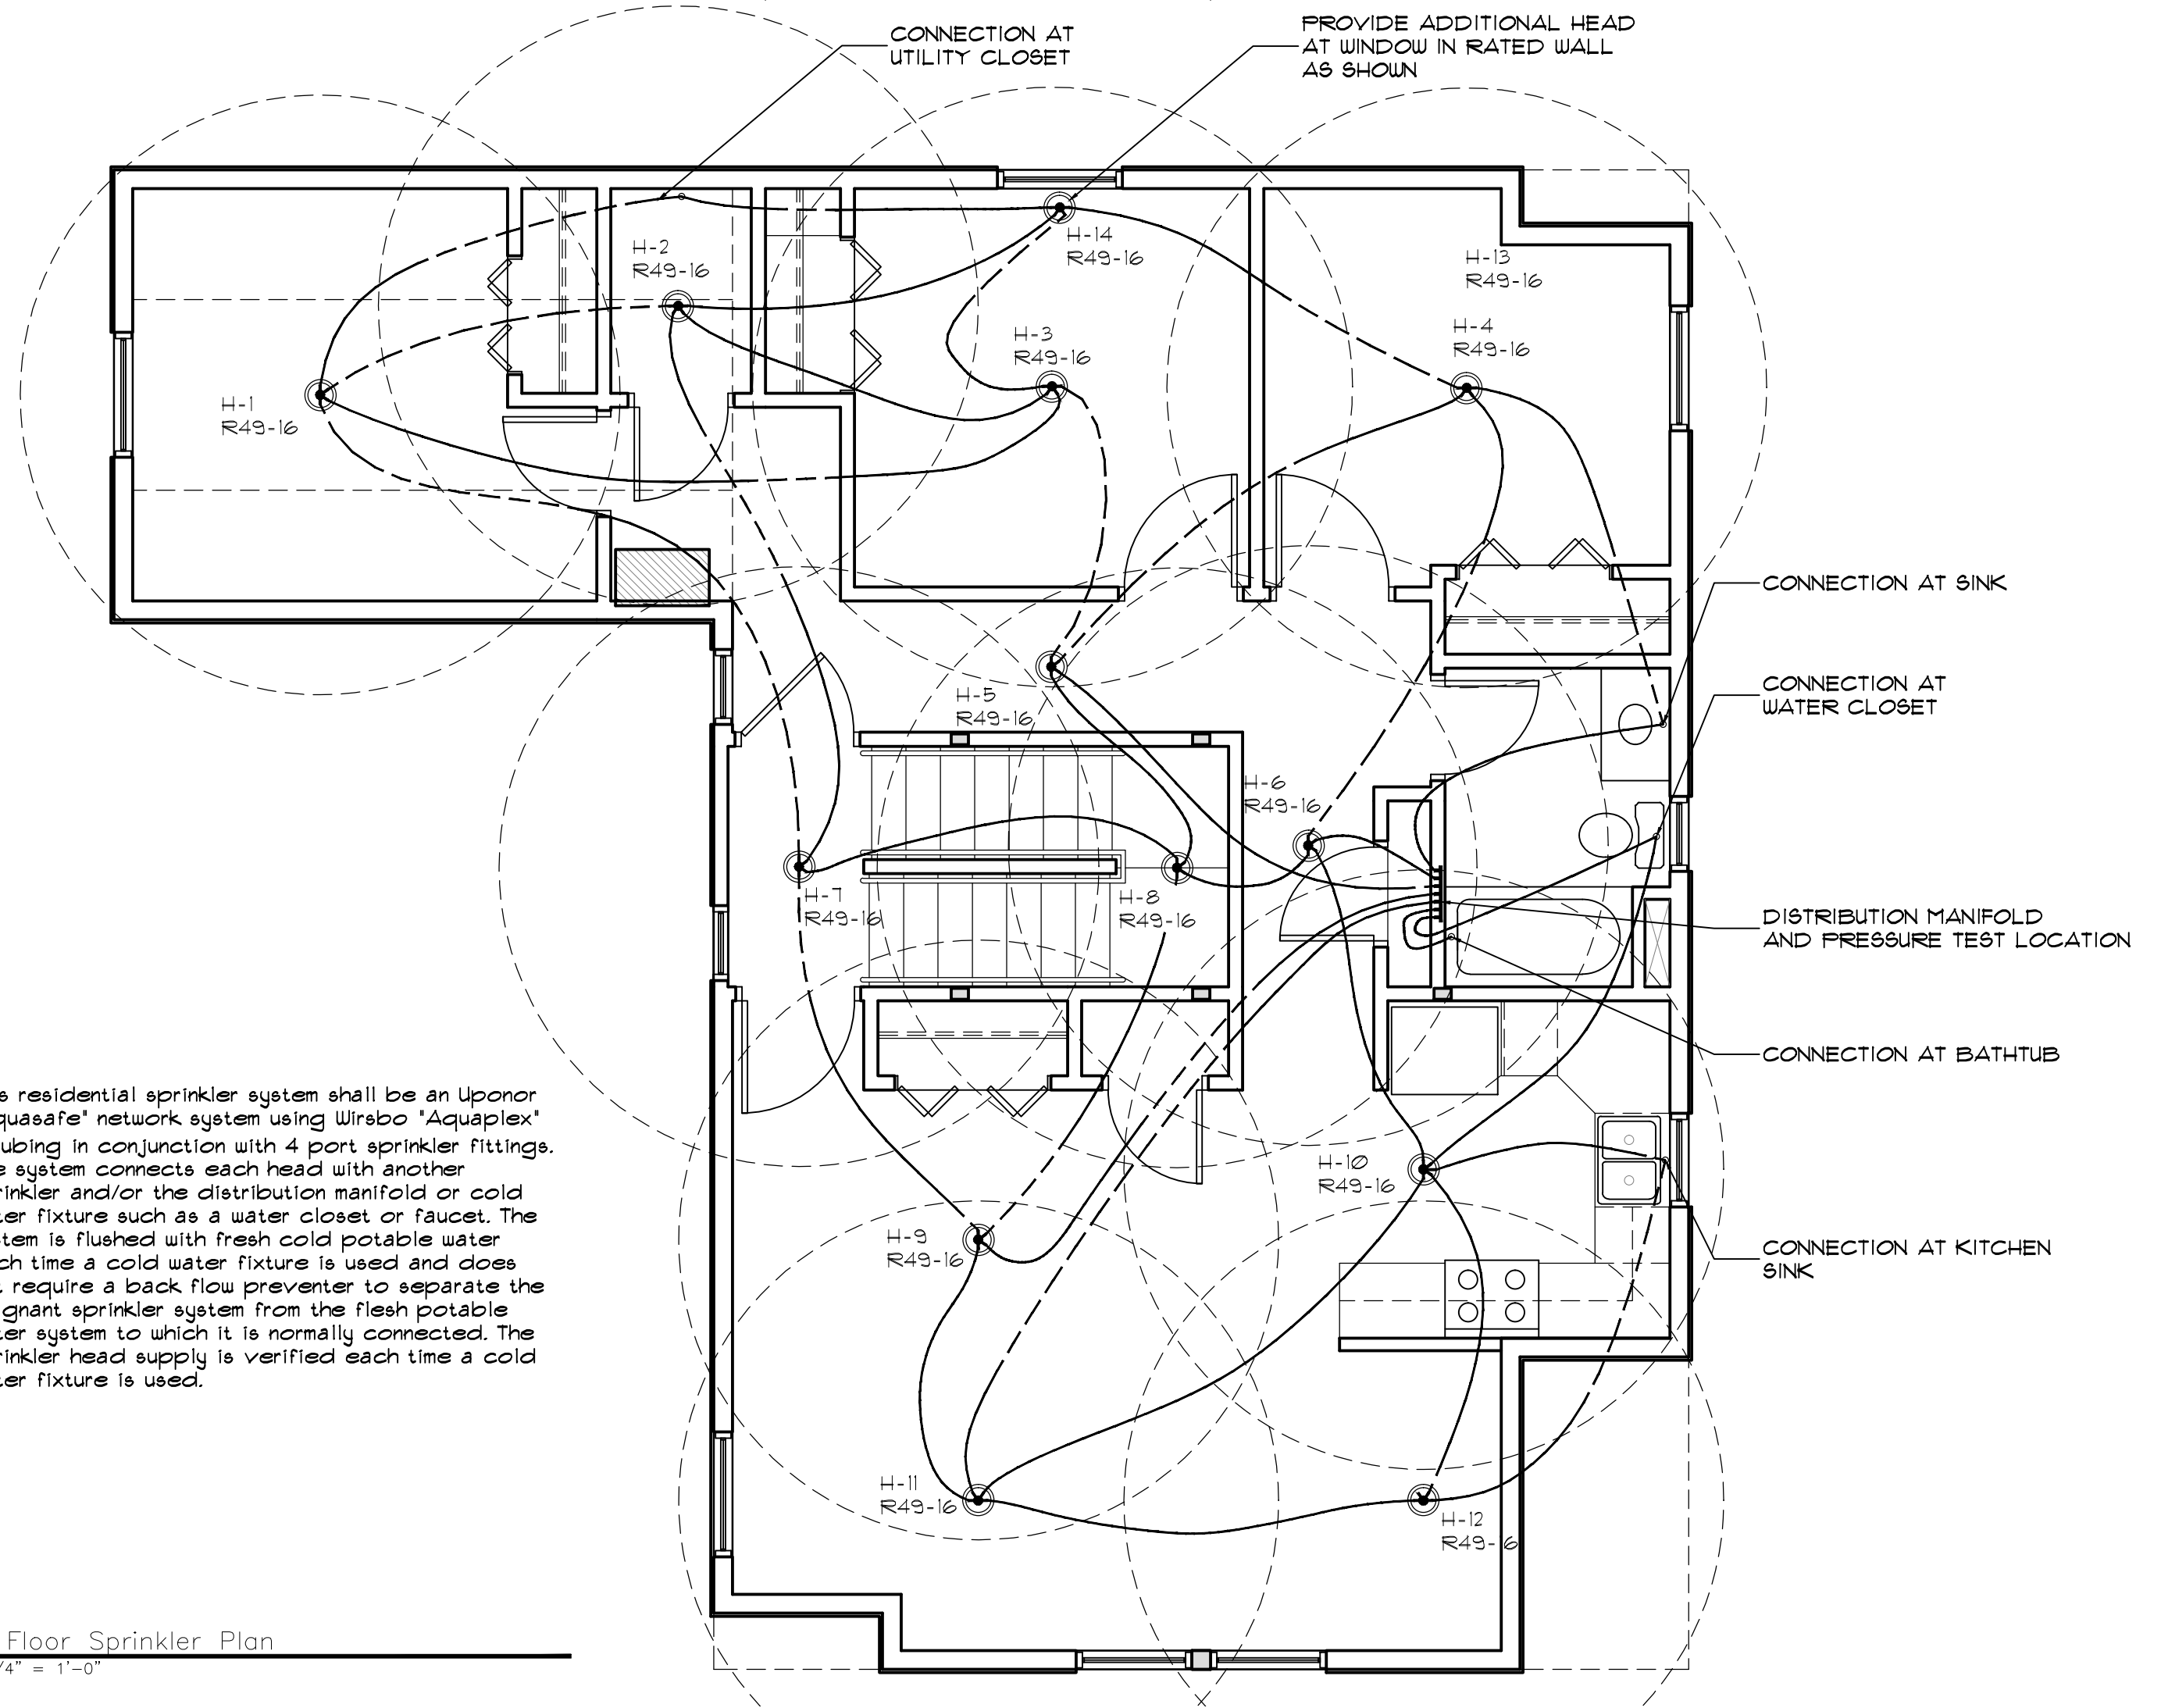 CONNECTION AT
UTILITY CLOSET
PROVIDE ADDITIONAL HEAD
AT WINDOW IN RATED WALL
AS SHOWN
H-14
R49-16
H-2
R49-16
H-13
R49-16
H-3
R49-16
H-4
R49-16
H-1
R49-16
CONNECTION AT SINK
CONNECTION AT
WATER CLOSET
H-5
R49-16
H-6
R49-16
H-7
R49-16
H-8
R49-16
DISTRIBUTION MANIFOLD
AND PRESSURE TEST LOCATION
CONNECTION AT BATHTUB
s residential sprinkler system shall be an Uponor
quasafe" network system using Wirsbo "Aquaplex"
ubing in conjunction with 4 port sprinkler fittings.
e system connects each head with another
rinkler and/or the distribution manifold or cold
ter fixture such as a water closet or faucet. The
stem is flushed with fresh cold potable water
ch time a cold water fixture is used and does
t require a back flow preventer to separate the
ignant sprinkler system from the flesh potable
ter system to which it is normally connected. The
rinkler head supply is verified each time a cold
ter fixture is used.
H-10
R49-16
H-9
R49-16
CONNECTION AT KITCHEN
SINK
H-11
R49-16
H-12
R49-16
Floor Sprinkler Plan
/4" = 1'-0"